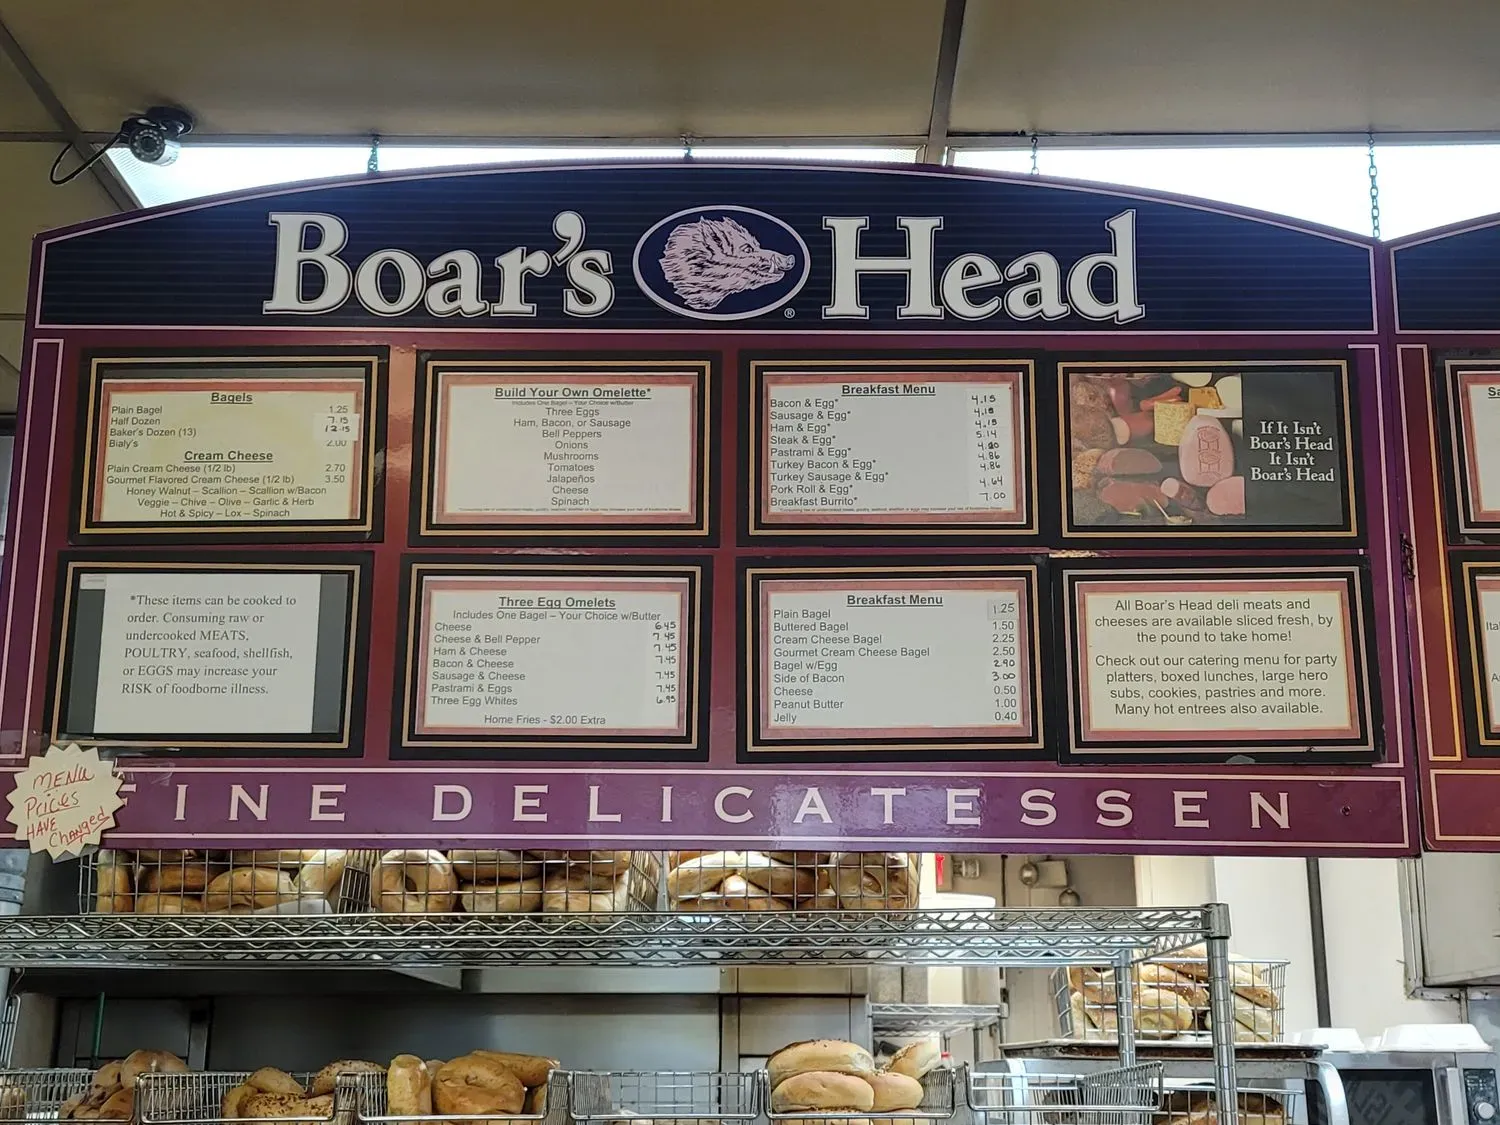 Boar's Head
®
Bagels
Plain Bagel 1.25
Half Dozen 7.15
Baker's Dozen (13) 12.15
Bialy's 2.00
Cream Cheese
Plain Cream Cheese (1/2 lb) 2.70
Gourmet Flavored Cream Cheese (1/2 lb) 3.50
Honey Walnut – Scallion – Scallion w/Bacon
Veggie – Chive – Olive – Garlic & Herb
Hot & Spicy – Lox – Spinach
Build Your Own Omelette*
Includes One Bagel – Your Choice w/Butter
Three Eggs
Ham, Bacon, or Sausage
Bell Peppers
Onions
Mushrooms
Tomatoes
Jalapeños
Cheese
Spinach
Breakfast Menu
Bacon & Egg* 4.15
Sausage & Egg* 4.15
Ham & Egg* 4.15
Steak & Egg* 5.14
Pastrami & Egg*
Turkey Bacon & Egg* 4.86
Turkey Sausage & Egg* 4.86
Pork Roll & Egg* 4.64
Breakfast Burrito* 7.00
If It Isn't
Boar's Head
It Isn't
Boar's Head
*These items can be cooked to
order. Consuming raw or
undercooked MEATS,
POULTRY, seafood, shellfish,
or EGGS may increase your
RISK of foodborne illness.
Three Egg Omelets
Includes One Bagel – Your Choice w/Butter
Cheese 6.45
Cheese & Bell Pepper 7.45
Ham & Cheese 7.45
Bacon & Cheese 7.45
Sausage & Cheese 7.45
Pastrami & Eggs 7.45
Three Egg Whites 6.95
Home Fries - $2.00 Extra
Breakfast Menu
Plain Bagel 1.25
Buttered Bagel 1.50
Cream Cheese Bagel 2.25
Gourmet Cream Cheese Bagel 2.50
Bagel w/Egg 2.90
Side of Bacon 3.00
Cheese 0.50
Peanut Butter 1.00
Jelly 0.40
All Boar's Head deli meats and
cheeses are available sliced fresh, by
the pound to take home!
Check out our catering menu for party
platters, boxed lunches, large hero
subs, cookies, pastries and more.
Many hot entrees also available.
MENU
Prices
HAVE
Changed
FINE DELICATESSEN